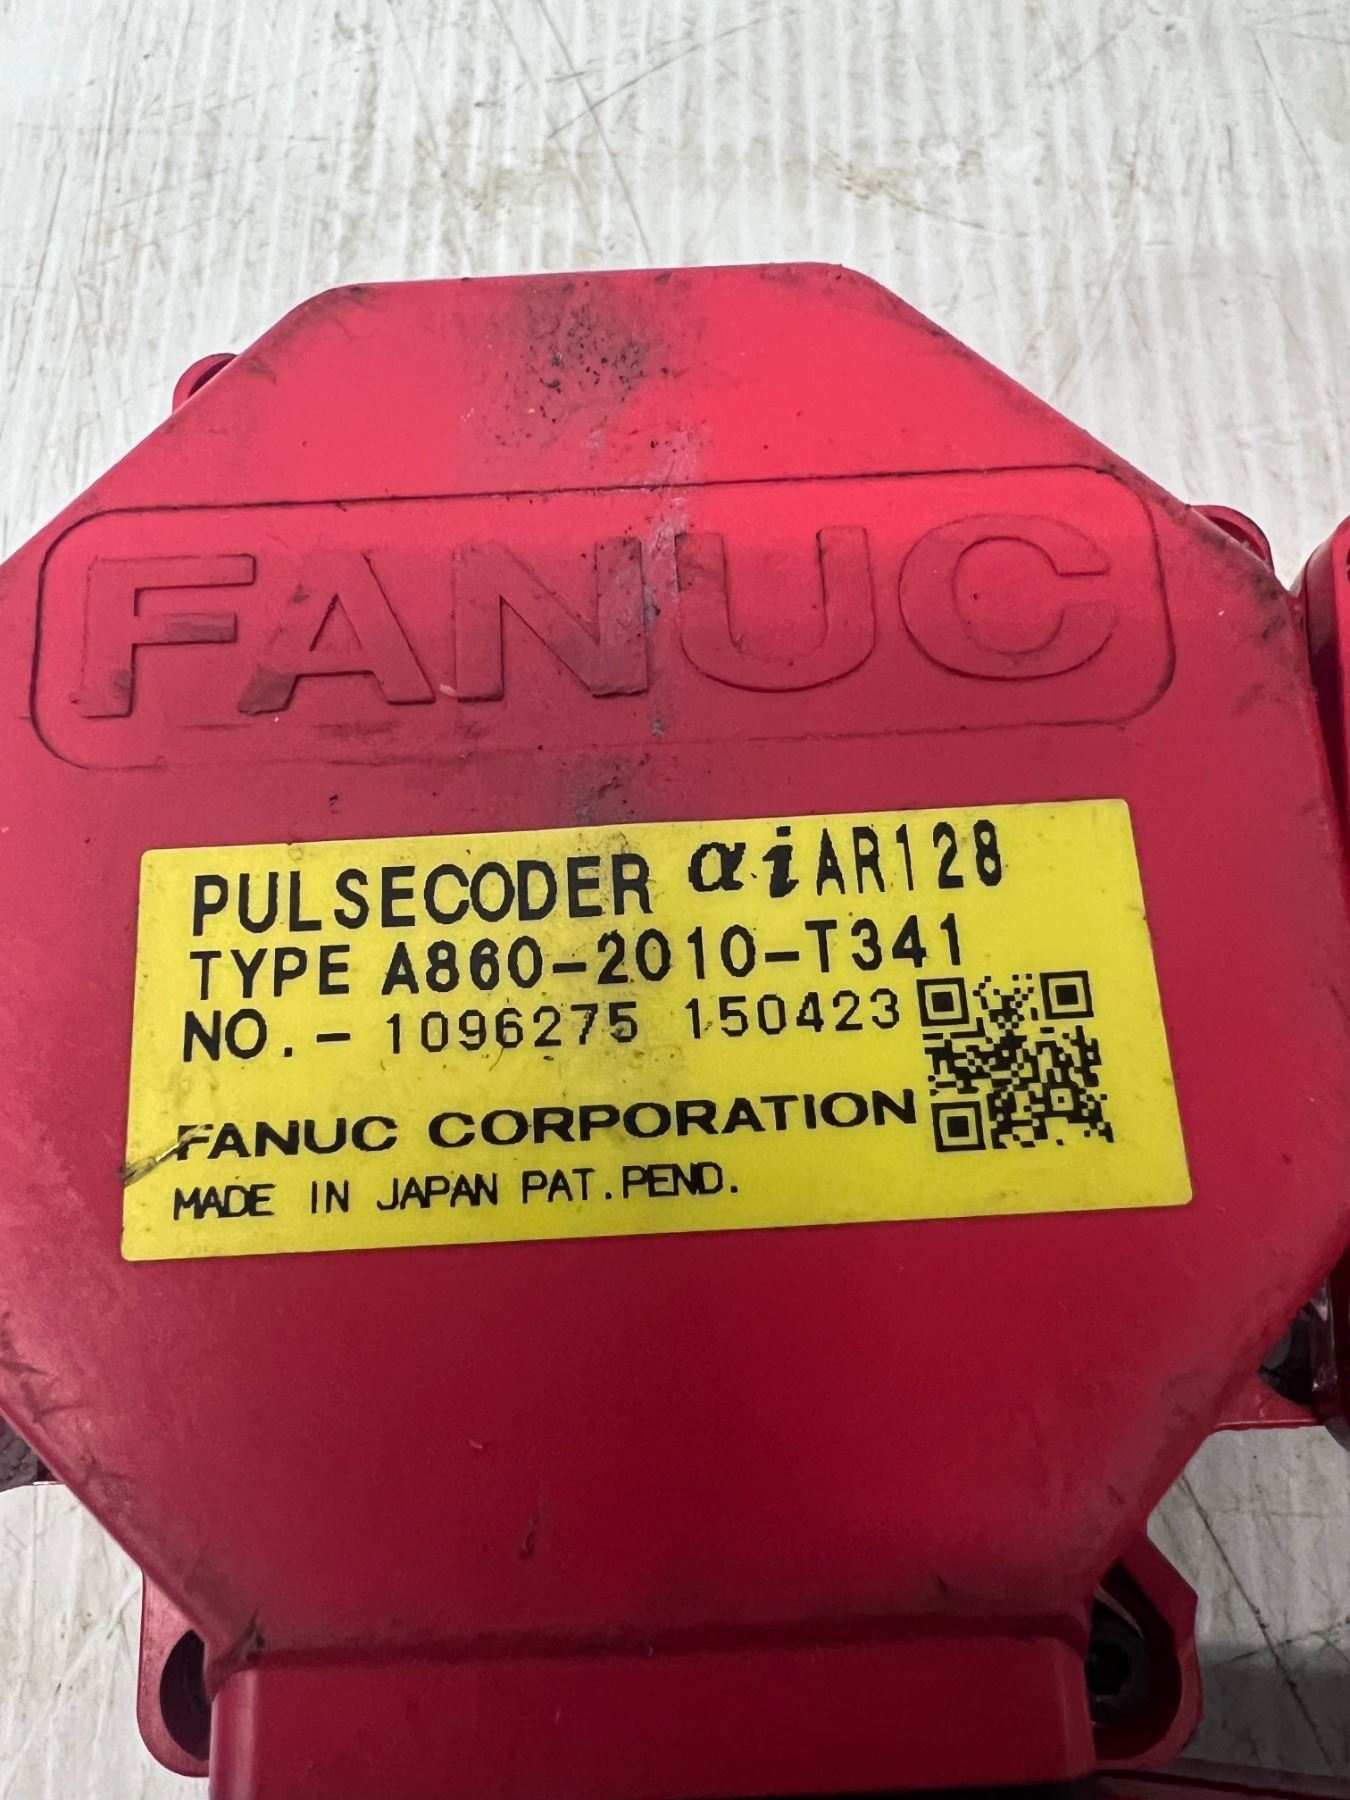 FANUC
PULSECODER αiAR128
TYPE A860-2010-T341
NO.- 1096275 150423
FANUC CORPORATION
MADE IN JAPAN PAT.PEND.